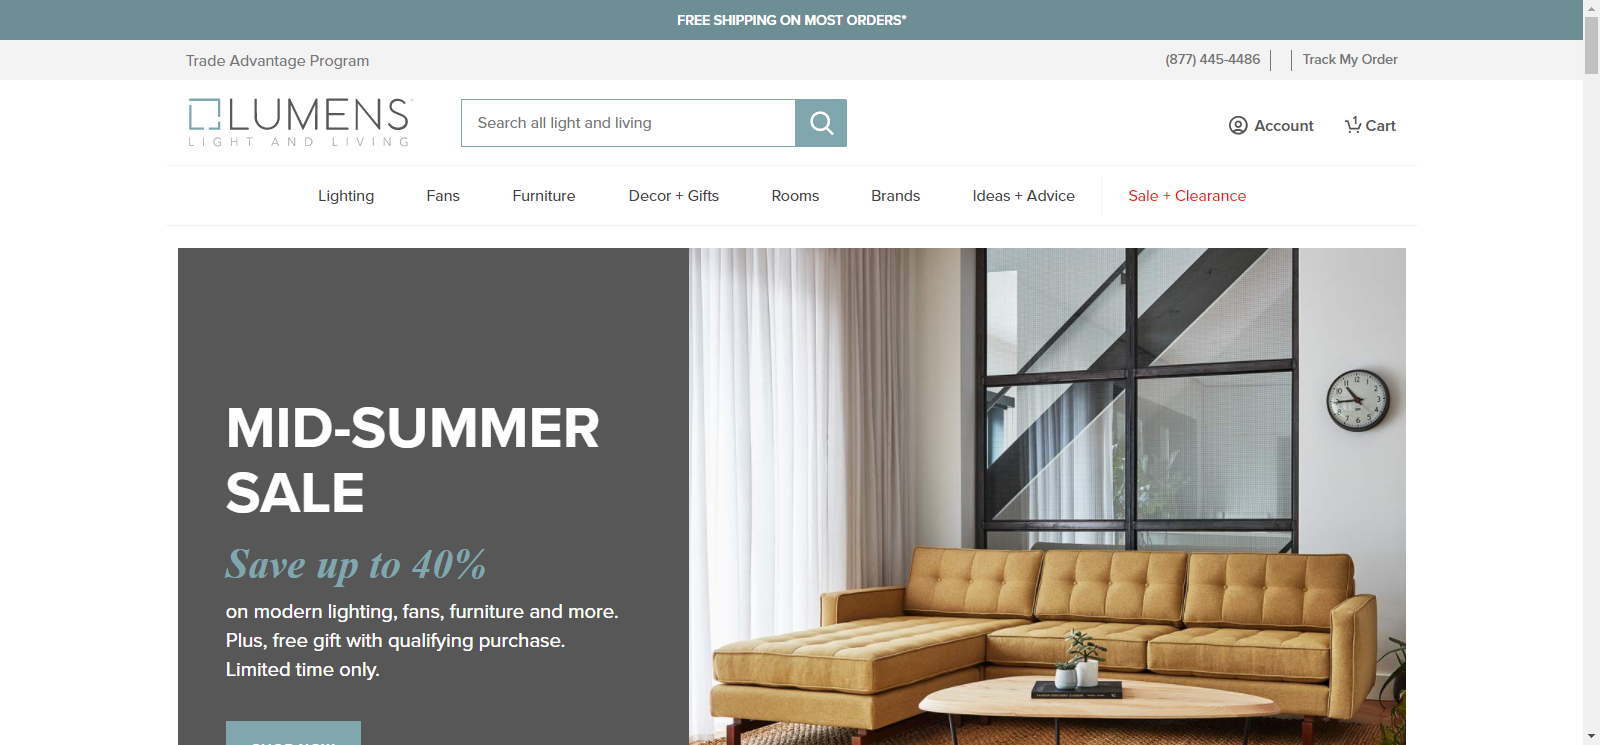 FREE SHIPPING ON MOST ORDERS*
Trade Advantage Program
(877) 445-4486
Track My Order
LUMENS
LIGHT AND LIVING
Search all light and living
Account
1
Cart
Lighting
Fans
Furniture
Decor + Gifts
Rooms
Brands
Ideas + Advice
Sale + Clearance
MID-SUMMER
SALE
Save up to 40%
on modern lighting, fans, furniture and more.
Plus, free gift with qualifying purchase.
Limited time only.
SHOP NOW